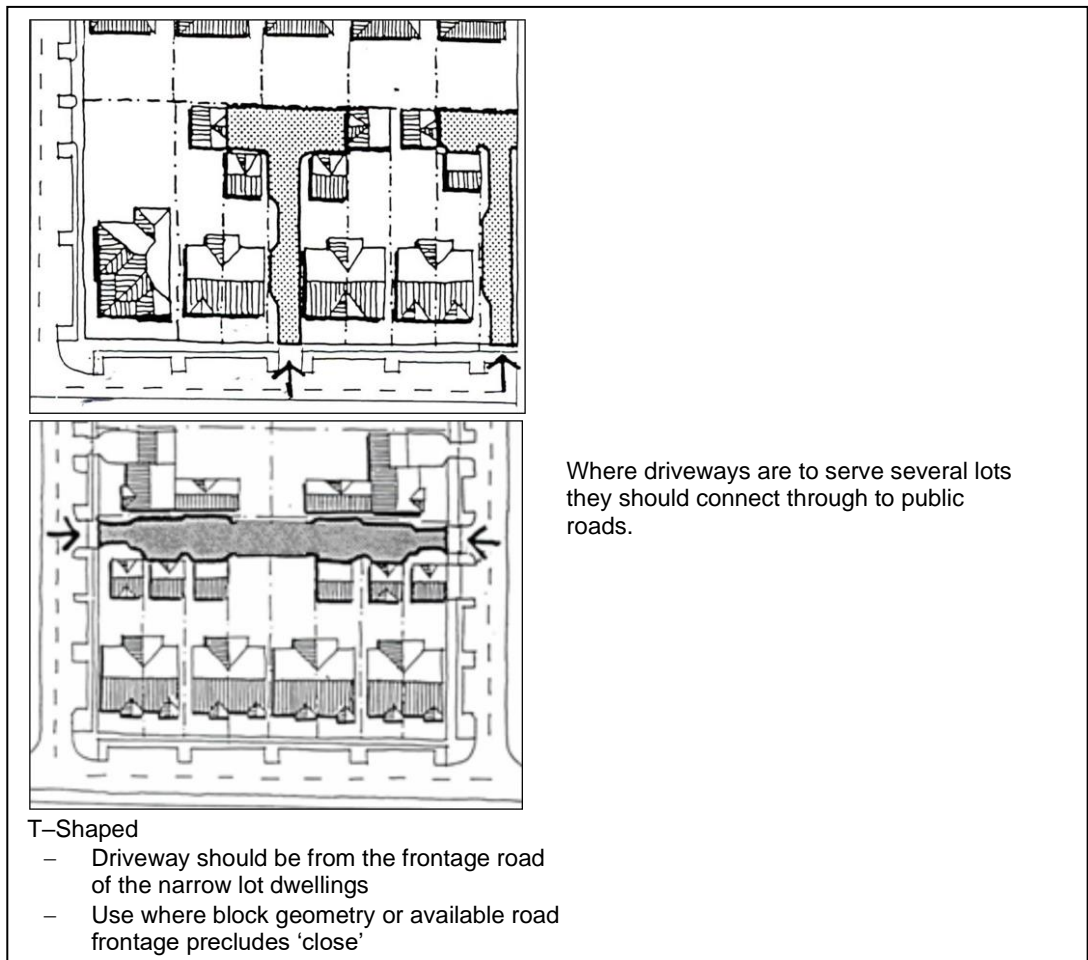 Where driveways are to serve several lots
they should connect through to public
roads.
T–Shaped
– Driveway should be from the frontage road
of the narrow lot dwellings
– Use where block geometry or available road
frontage precludes ‘close’